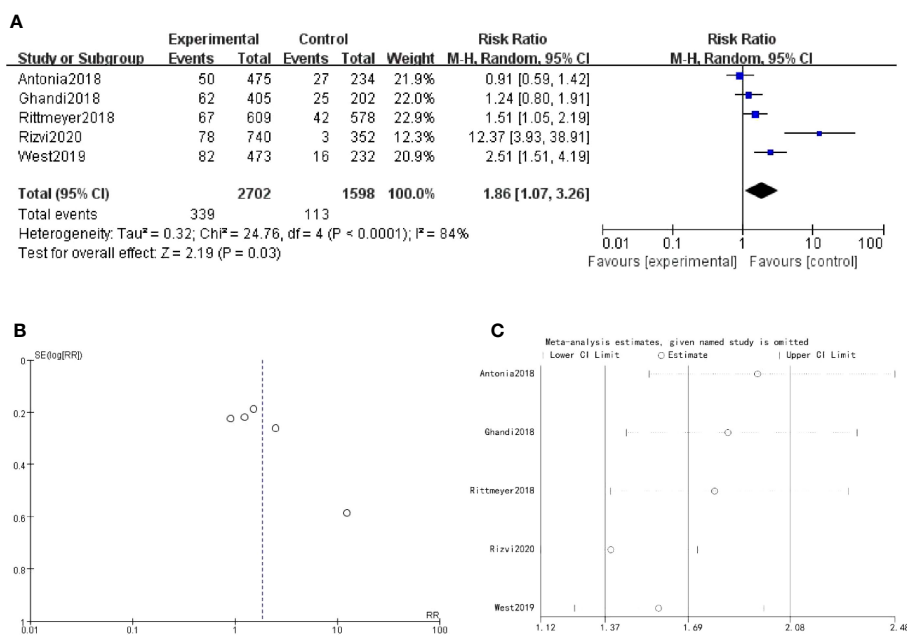 A
Experimental Control Risk Ratio Risk Ratio
Study or Subgroup Events Total Events Total Weight M-H, Random, 95% CI M-H, Random, 95% CI
Antonia2018 50 475 27 234 21.9% 0.91 [0.59, 1.42]
Ghandi2018 62 405 25 202 22.0% 1.24 [0.80, 1.91]
Rittmeyer2018 67 609 42 578 22.9% 1.51 [1.05, 2.19]
Rizvi2020 78 740 3 352 12.3% 12.37 [3.93, 38.91]
West2019 82 473 16 232 20.9% 2.51 [1.51, 4.19]
Total (95% CI) 2702 1598 100.0% 1.86 [1.07, 3.26]
Total events 339 113
Heterogeneity: Tau² = 0.32; Chi² = 24.76, df = 4 (P < 0.0001); I² = 84%
Test for overall effect: Z = 2.19 (P = 0.03)
0.01 0.1 1 10 100
Favours [experimental] Favours [control]
B
SE(log[RR])
0
0.2
0.4
0.6
0.8
1
RR
0.01 0.1 1 10 100
C
Meta-analysis estimates, given named study is omitted
Lower CI Limit Estimate Upper CI Limit
Antonia2018
Ghandi2018
Rittmeyer2018
Rizvi2020
West2019
1.12 1.37 1.69 2.08 2.48